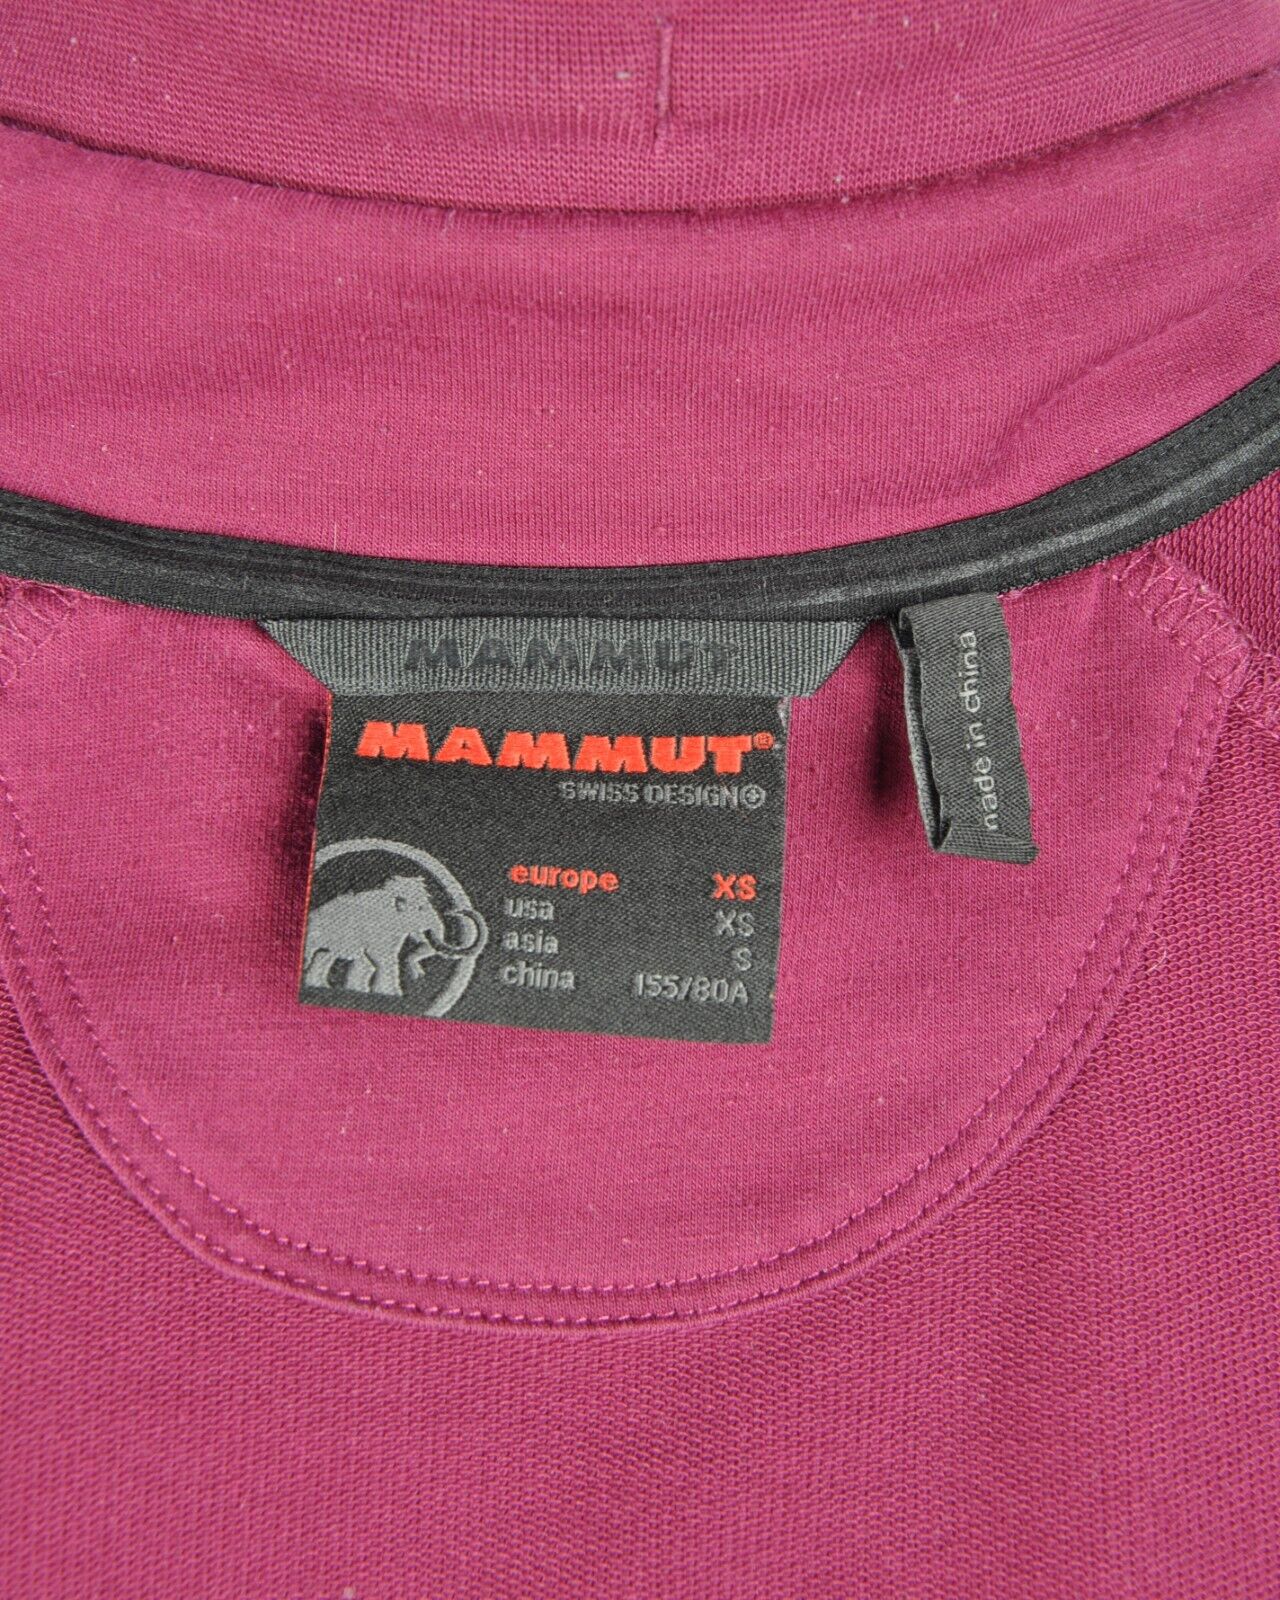 MAMMUT
MAMMUT®
SWISS DESIGN
europe XS
usa XS
asia S
china 155/80A
made in china